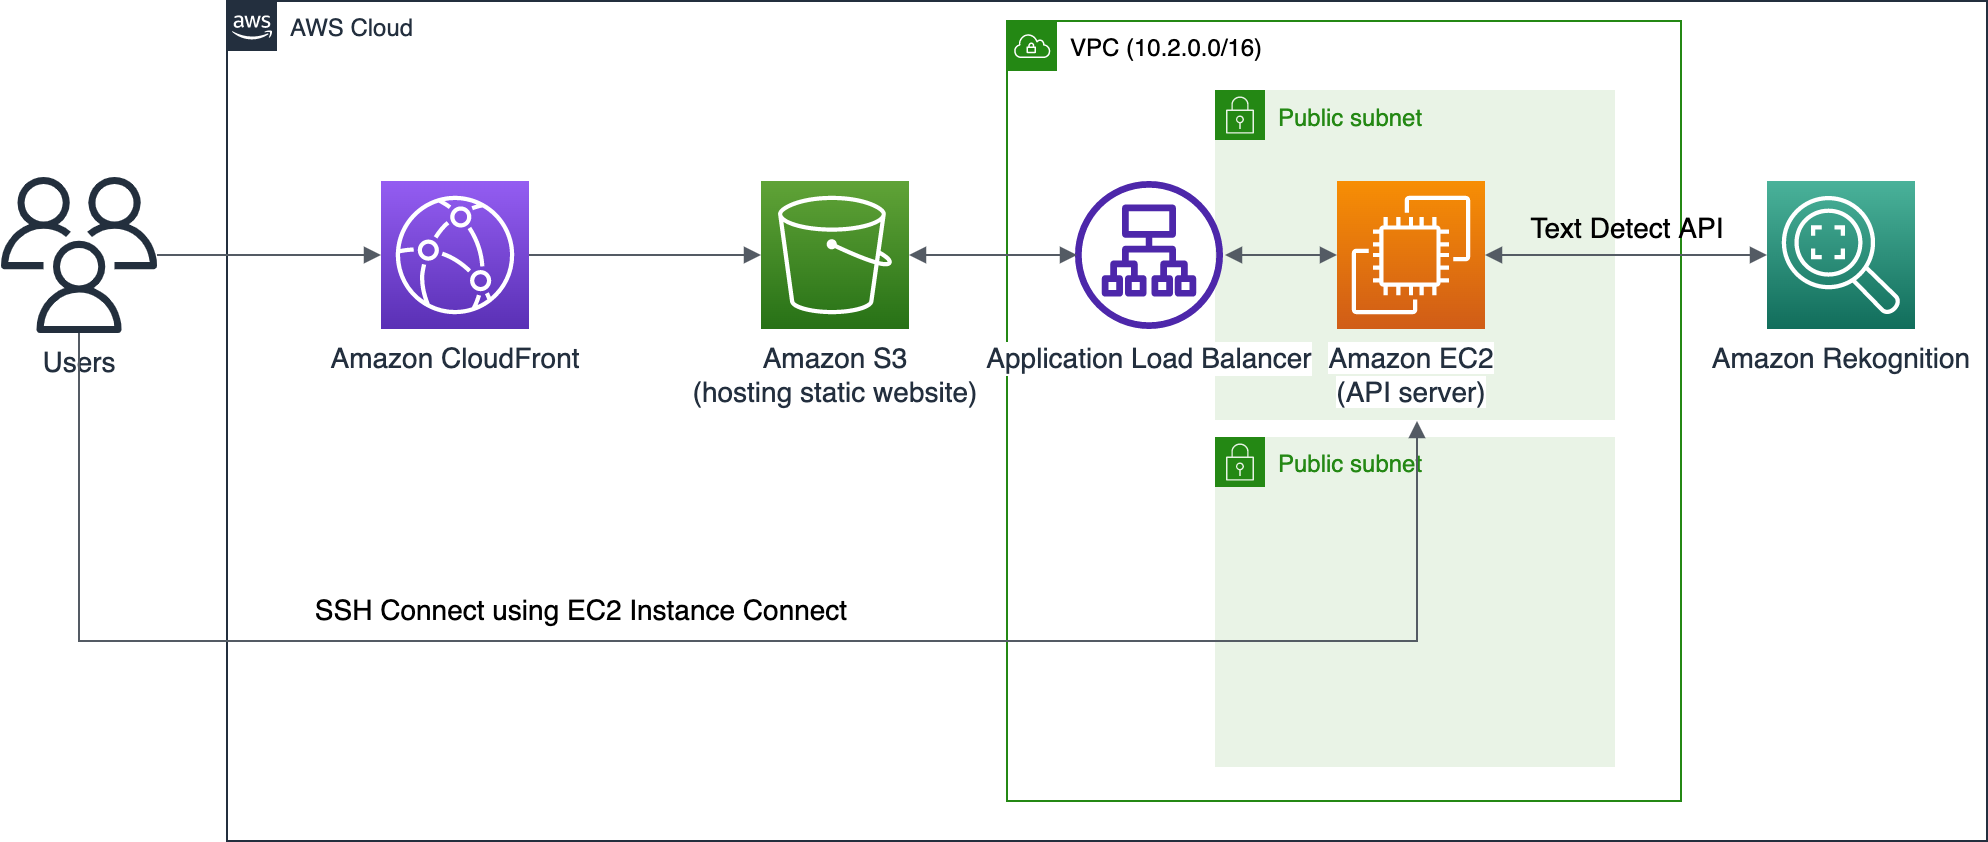 aws
AWS Cloud
VPC (10.2.0.0/16)
Public subnet
Text Detect API
Users
Amazon CloudFront
Amazon S3
(hosting static website)
Application Load Balancer
Amazon EC2
(API server)
Amazon Rekognition
Public subnet
SSH Connect using EC2 Instance Connect